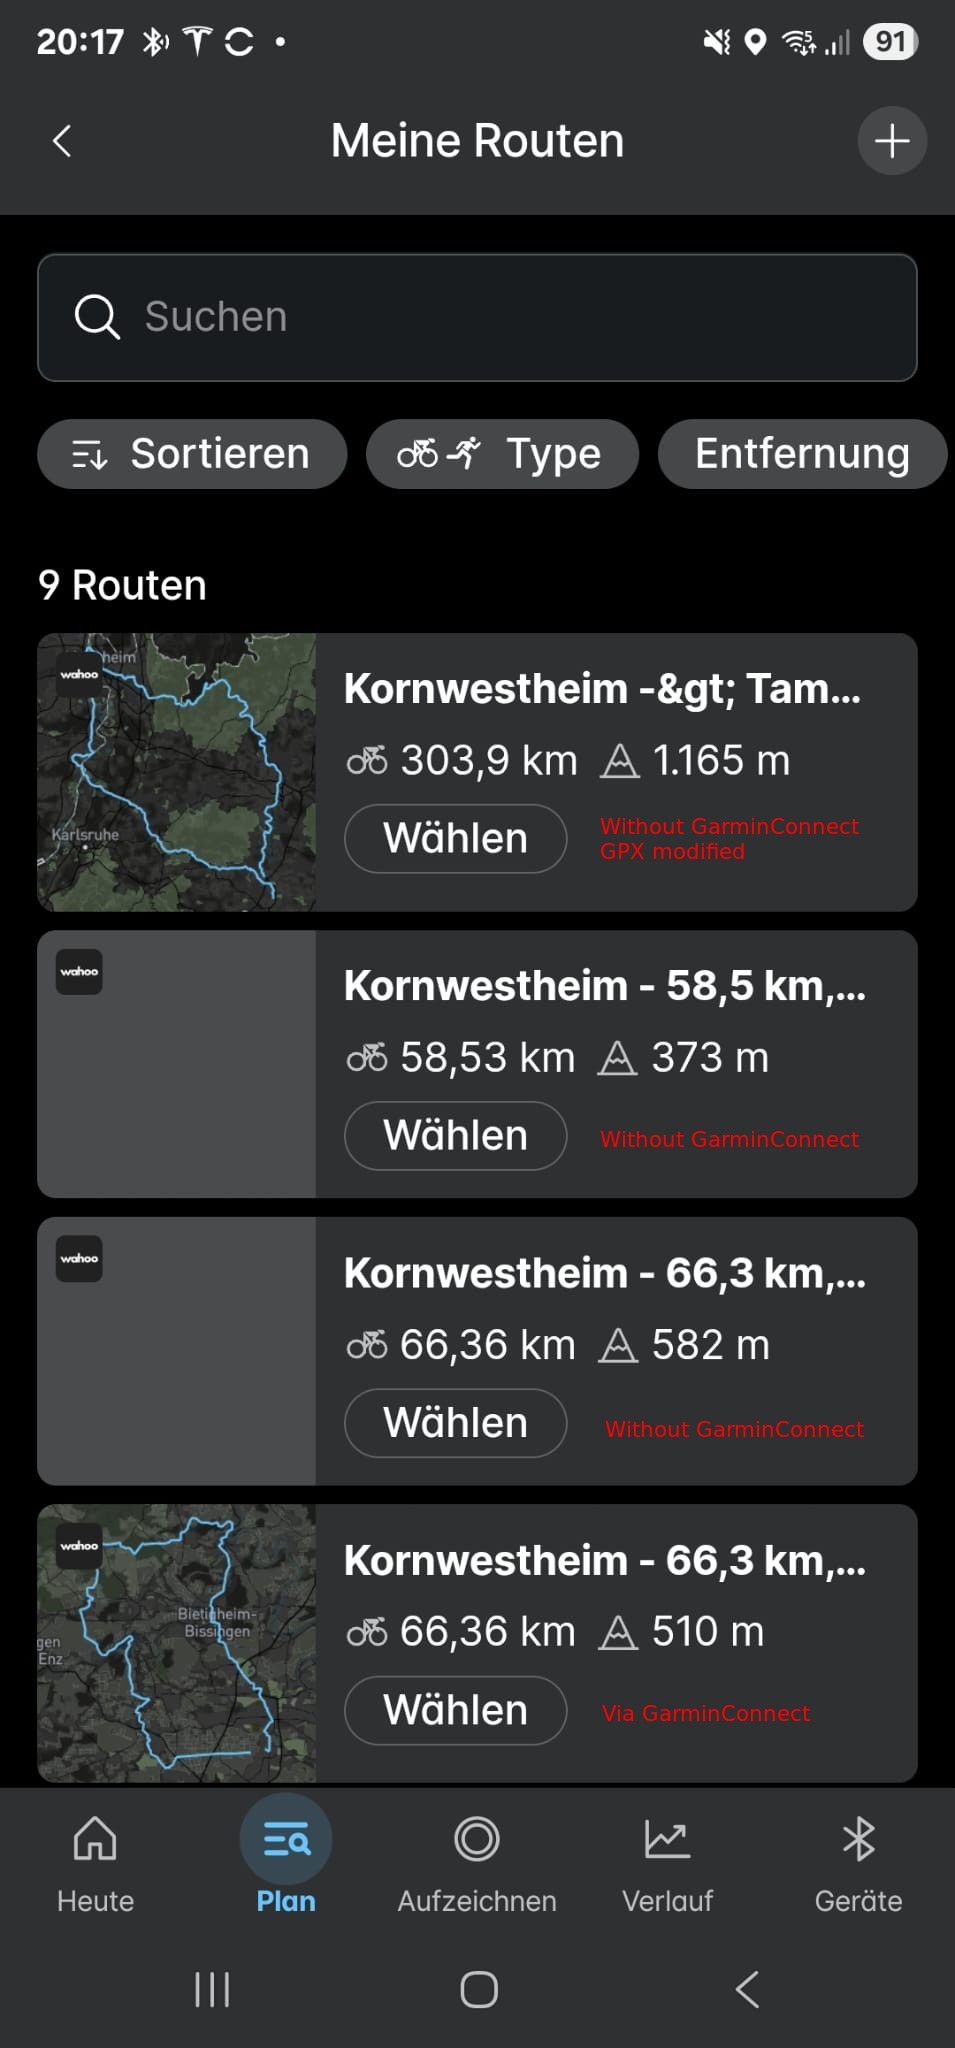 20:17
5
91
Meine Routen
Suchen
Sortieren
Type
Entfernung
9 Routen
wahoo
heim
Karlsruhe
Kornwestheim -&gt; Tam...
303,9 km 1.165 m
Wählen
Without GarminConnect
GPX modified
wahoo
Kornwestheim - 58,5 km,...
58,53 km 373 m
Wählen
Without GarminConnect
wahoo
Kornwestheim - 66,3 km,...
66,36 km 582 m
Wählen
Without GarminConnect
wahoo
Bietigheim-
Bissingen
gen
Enz
Kornwestheim - 66,3 km,...
66,36 km 510 m
Wählen
Via GarminConnect
Heute
Plan
Aufzeichnen
Verlauf
Geräte